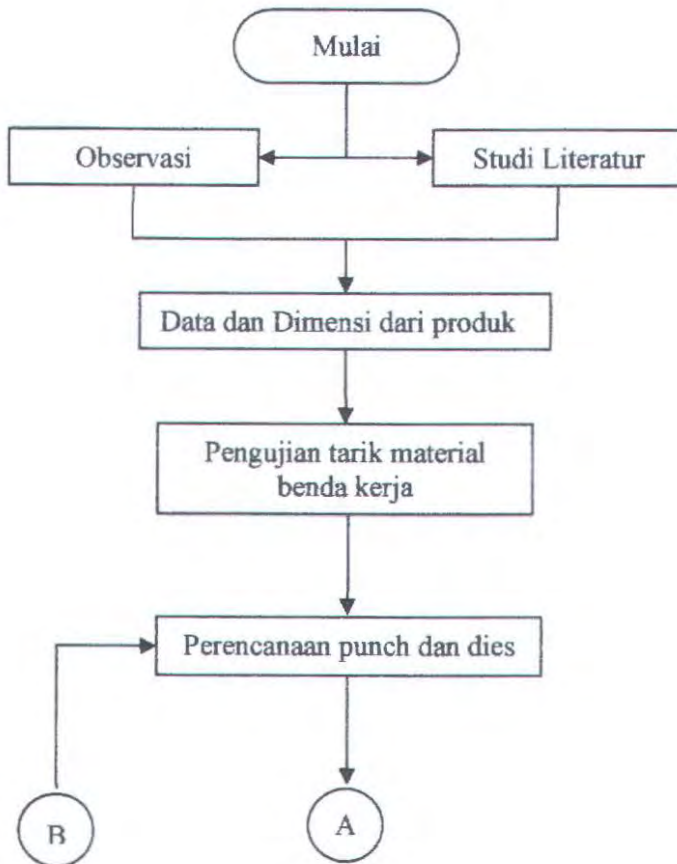 Mulai
Observasi
Studi Literatur
Data dan Dimensi dari produk
Pengujian tarik material
benda kerja
Perencanaan punch dan dies
B
A